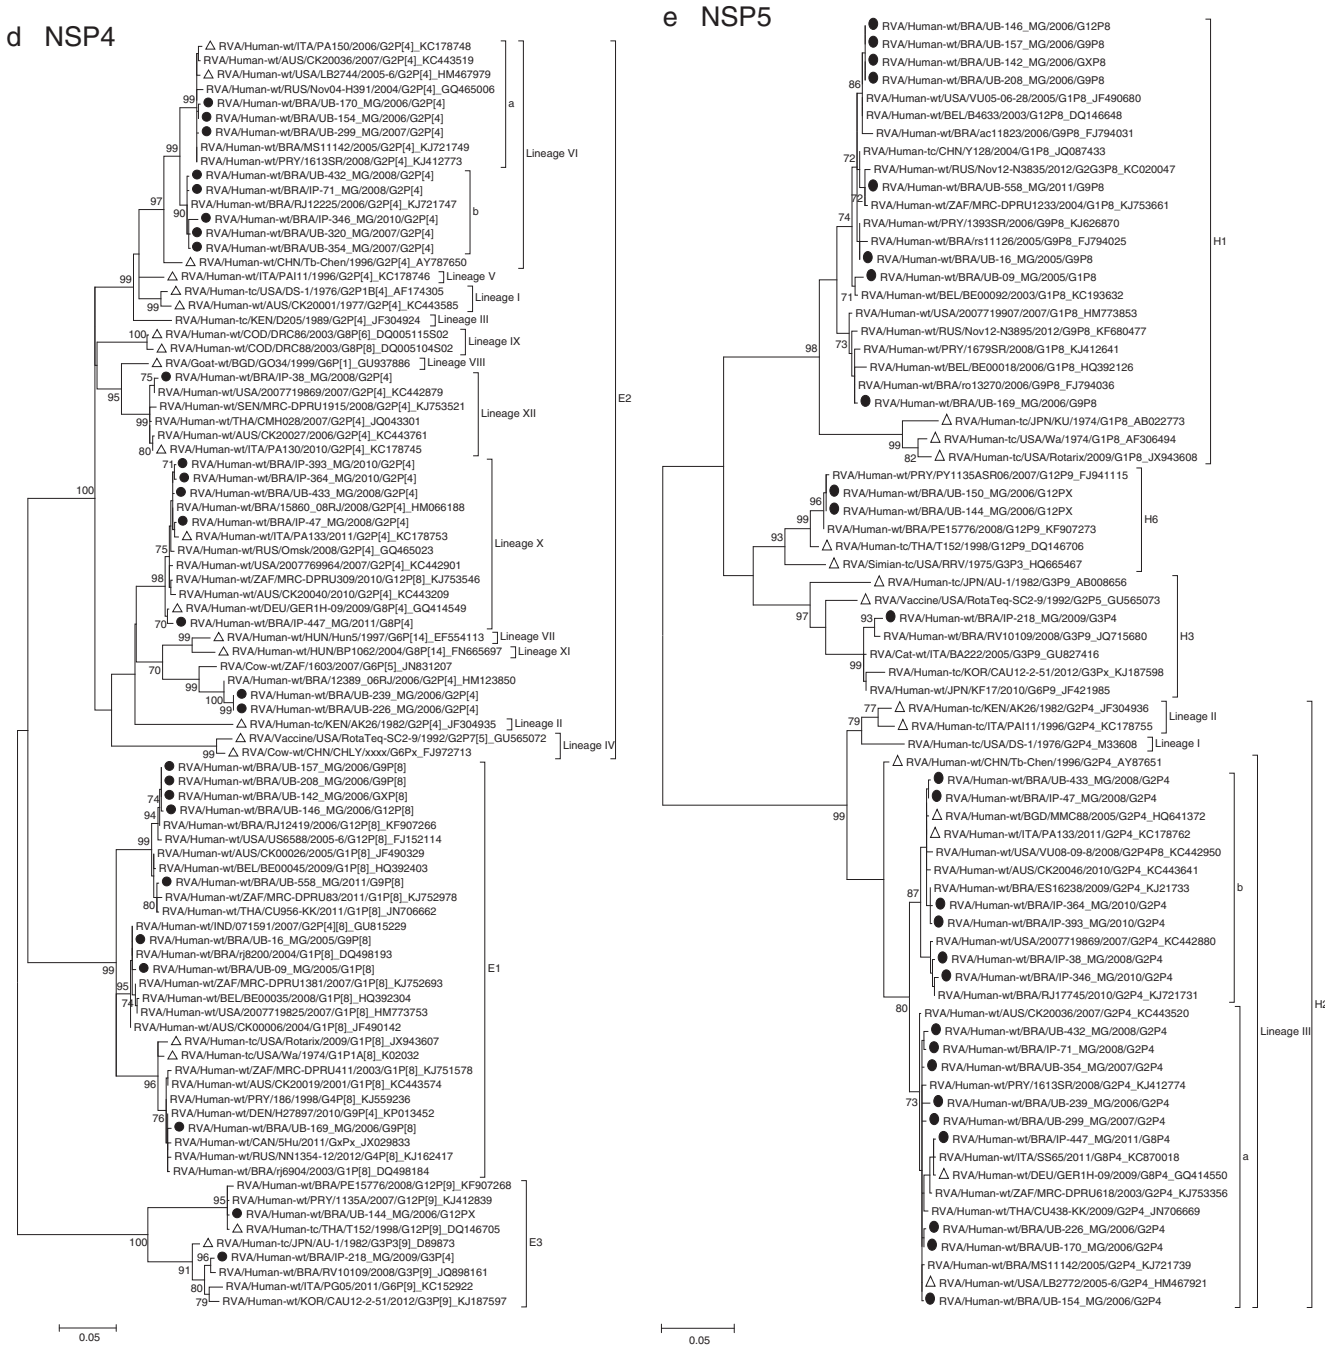 d NSP4
RVA/Human-wt/ITA/PA150/2006/G2P[4]_KC178748
RVA/Human-wt/AUS/CK20036/2007/G2P[4]_KC443519
RVA/Human-wt/USA/LB2744/2005-6/G2P[4]_HM467979
RVA/Human-wt/RUS/Nov04-H391/2004/G2P[4]_GQ465006
99
RVA/Human-wt/BRA/UB-170_MG/2006/G2P[4]
a
RVA/Human-wt/BRA/UB-154_MG/2006/G2P[4]
RVA/Human-wt/BRA/UB-299_MG/2007/G2P[4]
99
RVA/Human-wt/BRA/MS11142/2005/G2P[4]_KJ721749
Lineage VI
RVA/Human-wt/PRY/1613SR/2008/G2P[4]_KJ412773
RVA/Human-wt/BRA/UB-432_MG/2008/G2P[4]
RVA/Human-wt/BRA/IP-71_MG/2008/G2P[4]
97
RVA/Human-wt/BRA/RJ12225/2006/G2P[4]_KJ721747
90
b
RVA/Human-wt/BRA/IP-346_MG/2010/G2P[4]
RVA/Human-wt/BRA/UB-320_MG/2007/G2P[4]
RVA/Human-wt/BRA/UB-354_MG/2007/G2P[4]
RVA/Human-wt/CHN/Tb-Chen/1996/G2P[4]_AY787650
99
RVA/Human-wt/ITA/PAI11/1996/G2P[4]_KC178746
Lineage V
RVA/Human-tc/USA/DS-1/1976/G2P1B[4]_AF174305
Lineage I
99
RVA/Human-wt/AUS/CK20001/1977/G2P[4]_KC443585
RVA/Human-tc/KEN/D205/1989/G2P[4]_JF304924
Lineage III
100
RVA/Human-wt/COD/DRC86/2003/G8P[6]_DQ005115S02
Lineage IX
RVA/Human-wt/COD/DRC88/2003/G8P[8]_DQ005104S02
RVA/Goat-wt/BGD/GO34/1999/G6P[1]_GU937886
Lineage VIII
75
RVA/Human-wt/BRA/IP-38_MG/2008/G2P[4]
95
RVA/Human-wt/USA/2007719869/2007/G2P[4]_KC442879
E2
RVA/Human-wt/SEN/MRC-DPRU1915/2008/G2P[4]_KJ753521
Lineage XII
99
RVA/Human-wt/THA/CMH028/2007/G2P[4]_JQ043301
RVA/Human-wt/AUS/CK20027/2006/G2P[4]_KC443761
80
RVA/Human-wt/ITA/PA130/2010/G2P[4]_KC178745
71
RVA/Human-wt/BRA/IP-393_MG/2010/G2P[4]
RVA/Human-wt/BRA/IP-364_MG/2010/G2P[4]
100
RVA/Human-wt/BRA/UB-433_MG/2008/G2P[4]
RVA/Human-wt/BRA/15860_08RJ/2008/G2P[4]_HM066188
RVA/Human-wt/BRA/IP-47_MG/2008/G2P[4]
RVA/Human-wt/ITA/PA133/2011/G2P[4]_KC178753
Lineage X
75
RVA/Human-wt/RUS/Omsk/2008/G2P[4]_GQ465023
RVA/Human-wt/USA/2007769964/2007/G2P[4]_KC442901
98
RVA/Human-wt/ZAF/MRC-DPRU309/2010/G12P[8]_KJ753546
RVA/Human-wt/AUS/CK20040/2010/G2P[4]_KC443209
RVA/Human-wt/DEU/GER1H-09/2009/G8P[4]_GQ414549
70
RVA/Human-wt/BRA/IP-447_MG/2011/G8P[4]
99
RVA/Human-wt/HUN/Hun5/1997/G6P[14]_EF554113
Lineage VII
RVA/Human-wt/HUN/BP1062/2004/G8P[14]_FN665697
Lineage XI
70
RVA/Cow-wt/ZAF/1603/2007/G6P[5]_JN831207
RVA/Human-wt/BRA/12389_06RJ/2006/G2P[4]_HM123850
99
100
RVA/Human-wt/BRA/UB-239_MG/2006/G2P[4]
99
RVA/Human-wt/BRA/UB-226_MG/2006/G2P[4]
RVA/Human-tc/KEN/AK26/1982/G2P[4]_JF304935
Lineage II
RVA/Vaccine/USA/RotaTeq-SC2-9/1992/G2P7[5]_GU565072
Lineage IV
99
RVA/Cow-wt/CHN/CHLY/xxxx/G6Px_FJ972713
RVA/Human-wt/BRA/UB-157_MG/2006/G9P[8]
RVA/Human-wt/BRA/UB-208_MG/2006/G9P[8]
74
RVA/Human-wt/BRA/UB-142_MG/2006/GXP[8]
94
RVA/Human-wt/BRA/UB-146_MG/2006/G12P[8]
RVA/Human-wt/BRA/RJ12419/2006/G12P[8]_KF907266
99
RVA/Human-wt/USA/US6588/2005-6/G12P[8]_FJ152114
RVA/Human-wt/AUS/CK00026/2005/G1P[8]_JF490329
RVA/Human-wt/BEL/BE00045/2009/G1P[8]_HQ392403
RVA/Human-wt/BRA/UB-558_MG/2011/G9P[8]
80
RVA/Human-wt/ZAF/MRC-DPRU83/2011/G1P[8]_KJ752978
RVA/Human-wt/THA/CU956-KK/2011/G1P[8]_JN706662
RVA/Human-wt/IND/071591/2007/G2P[4][8]_GU815229
RVA/Human-wt/BRA/UB-16_MG/2005/G9P[8]
RVA/Human-wt/BRA/rj8200/2004/G1P[8]_DQ498193
99
RVA/Human-wt/BRA/UB-09_MG/2005/G1P[8]
E1
95
RVA/Human-wt/ZAF/MRC-DPRU1381/2007/G1P[8]_KJ752693
74
RVA/Human-wt/BEL/BE00035/2008/G1P[8]_HQ392304
RVA/Human-wt/USA/2007719825/2007/G1P[8]_HM773753
RVA/Human-wt/AUS/CK00006/2004/G1P[8]_JF490142
RVA/Human-tc/USA/Rotarix/2009/G1P[8]_JX943607
RVA/Human-tc/USA/Wa/1974/G1P1A[8]_K02032
RVA/Human-wt/ZAF/MRC-DPRU411/2003/G1P[8]_KJ751578
96
RVA/Human-wt/AUS/CK20019/2001/G1P[8]_KC443574
RVA/Human-wt/PRY/186/1998/G4P[8]_KJ559236
76
RVA/Human-wt/DEN/H27897/2010/G9P[4]_KP013452
RVA/Human-wt/BRA/UB-169_MG/2006/G9P[8]
RVA/Human-wt/CAN/5Hu/2011/GxPx_JX029833
RVA/Human-wt/RUS/NN1354-12/2012/G4P[8]_KJ162417
RVA/Human-wt/BRA/rj6904/2003/G1P[8]_DQ498184
RVA/Human-wt/BRA/PE15776/2008/G12P[9]_KF907268
95
RVA/Human-wt/PRY/1135A/2007/G12P[9]_KJ412839
RVA/Human-wt/BRA/UB-144_MG/2006/G12PX
RVA/Human-tc/THA/T152/1998/G12P[9]_DQ146705
100
RVA/Human-tc/JPN/AU-1/1982/G3P3[9]_D89873
E3
96
RVA/Human-wt/BRA/IP-218_MG/2009/G3P[4]
91
RVA/Human-wt/BRA/RV10109/2008/G3P[9]_JQ898161
80
RVA/Human-wt/ITA/PG05/2011/G6P[9]_KC152922
79
RVA/Human-wt/KOR/CAU12-2-51/2012/G3P[9]_KJ187597
0.05
e NSP5
RVA/Human-wt/BRA/UB-146_MG/2006/G12P8
RVA/Human-wt/BRA/UB-157_MG/2006/G9P8
RVA/Human-wt/BRA/UB-142_MG/2006/GXP8
RVA/Human-wt/BRA/UB-208_MG/2006/G9P8
86
RVA/Human-wt/USA/VU05-06-28/2005/G1P8_JF490680
RVA/Human-wt/BEL/B4633/2003/G12P8_DQ146648
RVA/Human-wt/BRA/ac11823/2006/G9P8_FJ794031
72
RVA/Human-tc/CHN/Y128/2004/G1P8_JQ087433
RVA/Human-wt/RUS/Nov12-N3835/2012/G2G3P8_KC020047
RVA/Human-wt/BRA/UB-558_MG/2011/G9P8
72
RVA/Human-wt/ZAF/MRC-DPRU1233/2004/G1P8_KJ753661
74
RVA/Human-wt/PRY/1393SR/2006/G9P8_KJ626870
RVA/Human-wt/BRA/rs11126/2005/G9P8_FJ794025
H1
RVA/Human-wt/BRA/UB-16_MG/2005/G9P8
RVA/Human-wt/BRA/UB-09_MG/2005/G1P8
71
RVA/Human-wt/BEL/BE00092/2003/G1P8_KC193632
RVA/Human-wt/USA/2007719907/2007/G1P8_HM773853
RVA/Human-wt/RUS/Nov12-N3895/2012/G9P8_KF680477
98
73
RVA/Human-wt/PRY/1679SR/2008/G1P8_KJ412641
RVA/Human-wt/BEL/BE00018/2006/G1P8_HQ392126
RVA/Human-wt/BRA/ro13270/2006/G9P8_FJ794036
RVA/Human-wt/BRA/UB-169_MG/2006/G9P8
RVA/Human-tc/JPN/KU/1974/G1P8_AB022773
99
RVA/Human-tc/USA/Wa/1974/G1P8_AF306494
82
RVA/Human-tc/USA/Rotarix/2009/G1P8_JX943608
RVA/Human-wt/PRY/PY1135ASR06/2007/G12P9_FJ941115
96
RVA/Human-wt/BRA/UB-150_MG/2006/G12PX
99
RVA/Human-wt/BRA/UB-144_MG/2006/G12PX
H6
RVA/Human-wt/BRA/PE15776/2008/G12P9_KF907273
93
RVA/Human-tc/THA/T152/1998/G12P9_DQ146706
RVA/Simian-tc/USA/RRV/1975/G3P3_HQ665467
RVA/Human-tc/JPN/AU-1/1982/G3P9_AB008656
RVA/Vaccine/USA/RotaTeq-SC2-9/1992/G2P5_GU565073
97
93
RVA/Human-wt/BRA/IP-218_MG/2009/G3P4
RVA/Human-wt/BRA/RV10109/2008/G3P9_JQ715680
H3
RVA/Cat-wt/ITA/BA222/2005/G3P9_GU827416
99
RVA/Human-tc/KOR/CAU12-2-51/2012/G3Px_KJ187598
RVA/Human-wt/JPN/KF17/2010/G6P9_JF421985
77
RVA/Human-tc/KEN/AK26/1982/G2P4_JF304936
Lineage II
79
RVA/Human-tc/ITA/PAI11/1996/G2P4_KC178755
RVA/Human-tc/USA/DS-1/1976/G2P4_M33608
Lineage I
RVA/Human-wt/CHN/Tb-Chen/1996/G2P4_AY87651
RVA/Human-wt/BRA/UB-433_MG/2008/G2P4
RVA/Human-wt/BRA/IP-47_MG/2008/G2P4
99
RVA/Human-wt/BGD/MMC88/2005/G2P4_HQ641372
RVA/Human-wt/ITA/PA133/2011/G2P4_KC178762
RVA/Human-wt/USA/VU08-09-8/2008/G2P4P8_KC442950
RVA/Human-wt/AUS/CK20046/2010/G2P4_KC443641
87
RVA/Human-wt/BRA/ES16238/2009/G2P4_KJ21733
b
RVA/Human-wt/BRA/IP-364_MG/2010/G2P4
RVA/Human-wt/BRA/IP-393_MG/2010/G2P4
RVA/Human-wt/USA/2007719869/2007/G2P4_KC442880
RVA/Human-wt/BRA/IP-38_MG/2008/G2P4
RVA/Human-wt/BRA/IP-346_MG/2010/G2P4
RVA/Human-wt/BRA/RJ17745/2010/G2P4_KJ721731
H2
80
RVA/Human-wt/AUS/CK20036/2007/G2P4_KC443520
RVA/Human-wt/BRA/UB-432_MG/2008/G2P4
Lineage III
RVA/Human-wt/BRA/IP-71_MG/2008/G2P4
RVA/Human-wt/BRA/UB-354_MG/2007/G2P4
RVA/Human-wt/PRY/1613SR/2008/G2P4_KJ412774
73
RVA/Human-wt/BRA/UB-239_MG/2006/G2P4
RVA/Human-wt/BRA/UB-299_MG/2007/G2P4
RVA/Human-wt/BRA/IP-447_MG/2011/G8P4
RVA/Human-wt/ITA/SS65/2011/G8P4_KC870018
a
RVA/Human-wt/DEU/GER1H-09/2009/G8P4_GQ414550
RVA/Human-wt/ZAF/MRC-DPRU618/2003/G2P4_KJ753356
RVA/Human-wt/THA/CU438-KK/2009/G2P4_JN706669
RVA/Human-wt/BRA/UB-226_MG/2006/G2P4
RVA/Human-wt/BRA/UB-170_MG/2006/G2P4
RVA/Human-wt/BRA/MS11142/2005/G2P4_KJ721739
RVA/Human-wt/USA/LB2772/2005-6/G2P4_HM467921
RVA/Human-wt/BRA/UB-154_MG/2006/G2P4
0.05